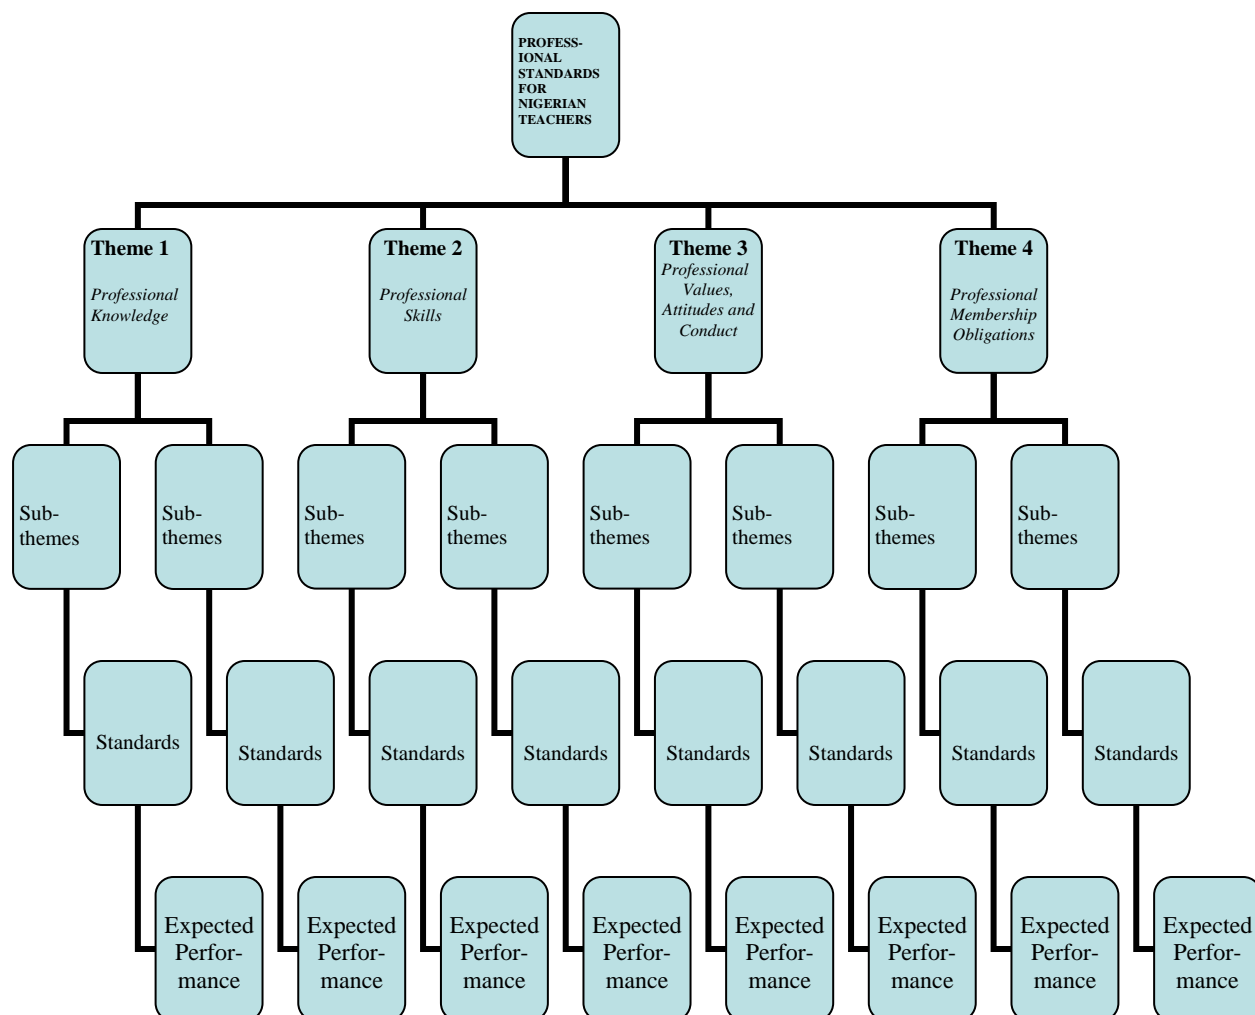 PROFESS-
IONAL
STANDARDS
FOR
NIGERIAN
TEACHERS
Theme 1
Professional
Knowledge
Theme 2
Professional
Skills
Theme 3
Professional
Values,
Attitudes and
Conduct
Theme 4
Professional
Membership
Obligations
Sub-
themes
Sub-
themes
Sub-
themes
Sub-
themes
Sub-
themes
Sub-
themes
Sub-
themes
Sub-
themes
Standards
Standards
Standards
Standards
Standards
Standards
Standards
Standards
Expected
Perfor-
mance
Expected
Perfor-
mance
Expected
Perfor-
mance
Expected
Perfor-
mance
Expected
Perfor-
mance
Expected
Perfor-
mance
Expected
Perfor-
mance
Expected
Perfor-
mance